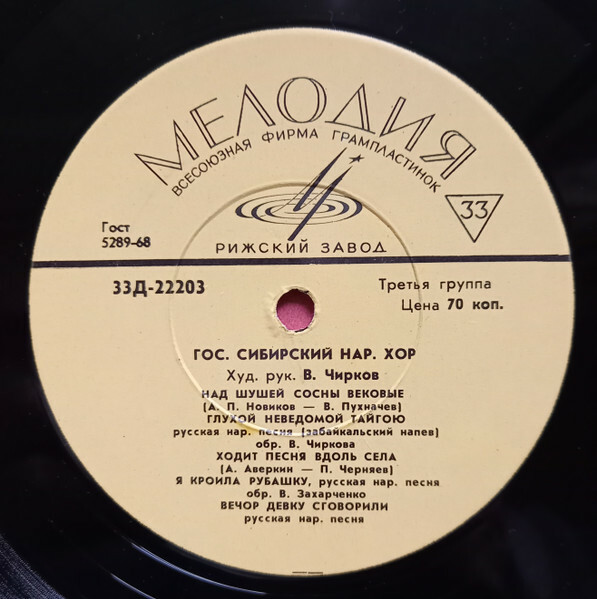 МЕЛОДИЯ
ВСЕСОЮЗНАЯ ФИРМА ГРАМПЛАСТИНОК
33
Гост
5289-68
РИЖСКИЙ ЗАВОД
33Д-22203
Третья группа
Цена 70 коп.
ГОС. СИБИРСКИЙ НАР. ХОР
Худ. рук. В. Чирков
НАД ШУШЕЙ СОСНЫ ВЕКОВЫЕ
(А. П. Новиков — В. Пухначев)
ГЛУХОЙ НЕВЕДОМОЙ ТАЙГОЮ
русская нар. песня (забайкальский напев)
обр. В. Чиркова
ХОДИТ ПЕСНЯ ВДОЛЬ СЕЛА
(А. Аверкин — П. Черняев)
Я КРОИЛА РУБАШКУ, русская нар. песня
обр. В. Захарченко
ВЕЧОР ДЕВКУ СГОВОРИЛИ
русская нар. песня